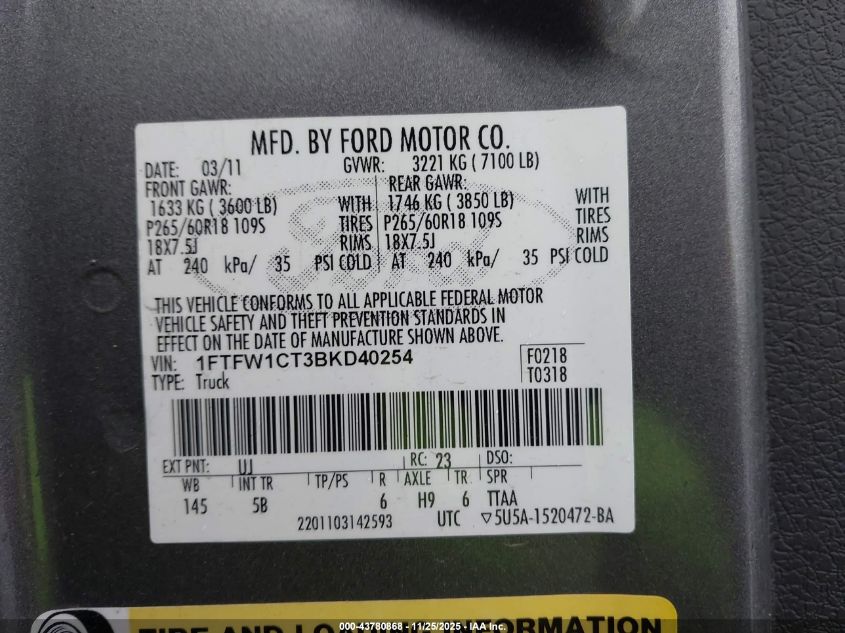 MFD. BY FORD MOTOR CO.
DATE: 03/11 GVWR: 3221 KG ( 7100 LB)
FRONT GAWR: REAR GAWR:
1633 KG ( 3600 LB) WITH 1746 KG ( 3850 LB) WITH
P265/60R18 109S TIRES P265/60R18 109S TIRES
18X7.5J RIMS 18X7.5J RIMS
AT 240 kPa/ 35 PSI COLD AT 240 kPa/ 35 PSI COLD
Ford
THIS VEHICLE CONFORMS TO ALL APPLICABLE FEDERAL MOTOR
VEHICLE SAFETY AND THEFT PREVENTION STANDARDS IN
EFFECT ON THE DATE OF MANUFACTURE SHOWN ABOVE.
VIN: 1FTFW1CT3BKD40254 F0218
TYPE: Truck T0318
EXT PNT: UJ RC: 23 DSO:
WB INT TR TP/PS R AXLE TR SPR
145 5B 6 H9 6 TTAA
2201103142593 UTC ▽5U5A-1520472-BA
TIRE AND LOADING INFORMATION
000-43780868 - 11/25/2025 - IAA Inc.